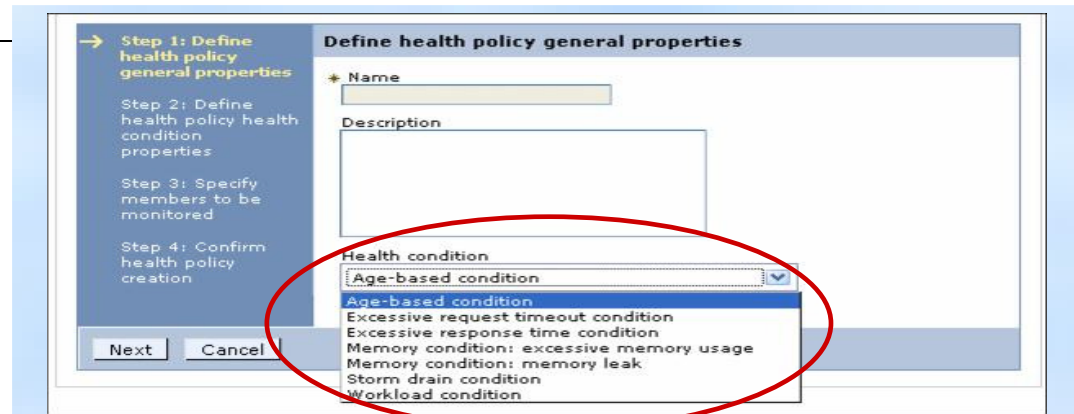 Step 1: Define
health policy
general properties
Step 2: Define
health policy health
condition
properties
Step 3: Specify
members to be
monitored
Step 4: Confirm
health policy
creation
Define health policy general properties
* Name
Description
Health condition
Age-based condition
Age-based condition
Excessive request timeout condition
Excessive response time condition
Memory condition: excessive memory usage
Memory condition: memory leak
Storm drain condition
Workload condition
Next Cancel